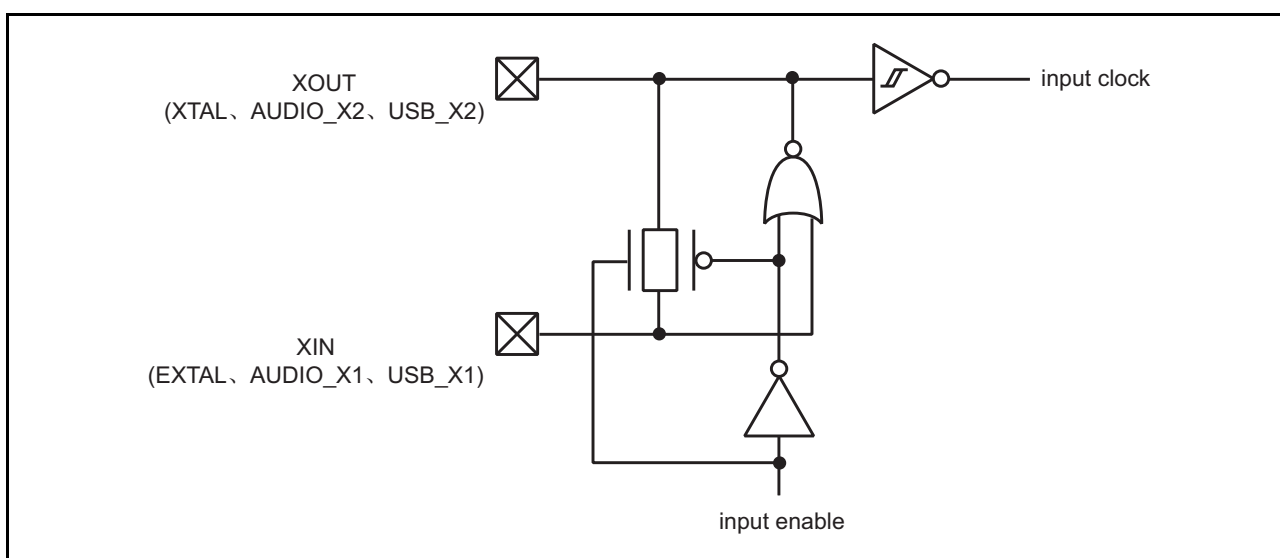 XOUT
(XTAL、AUDIO_X2、USB_X2)
input clock
XIN
(EXTAL、AUDIO_X1、USB_X1)
input enable